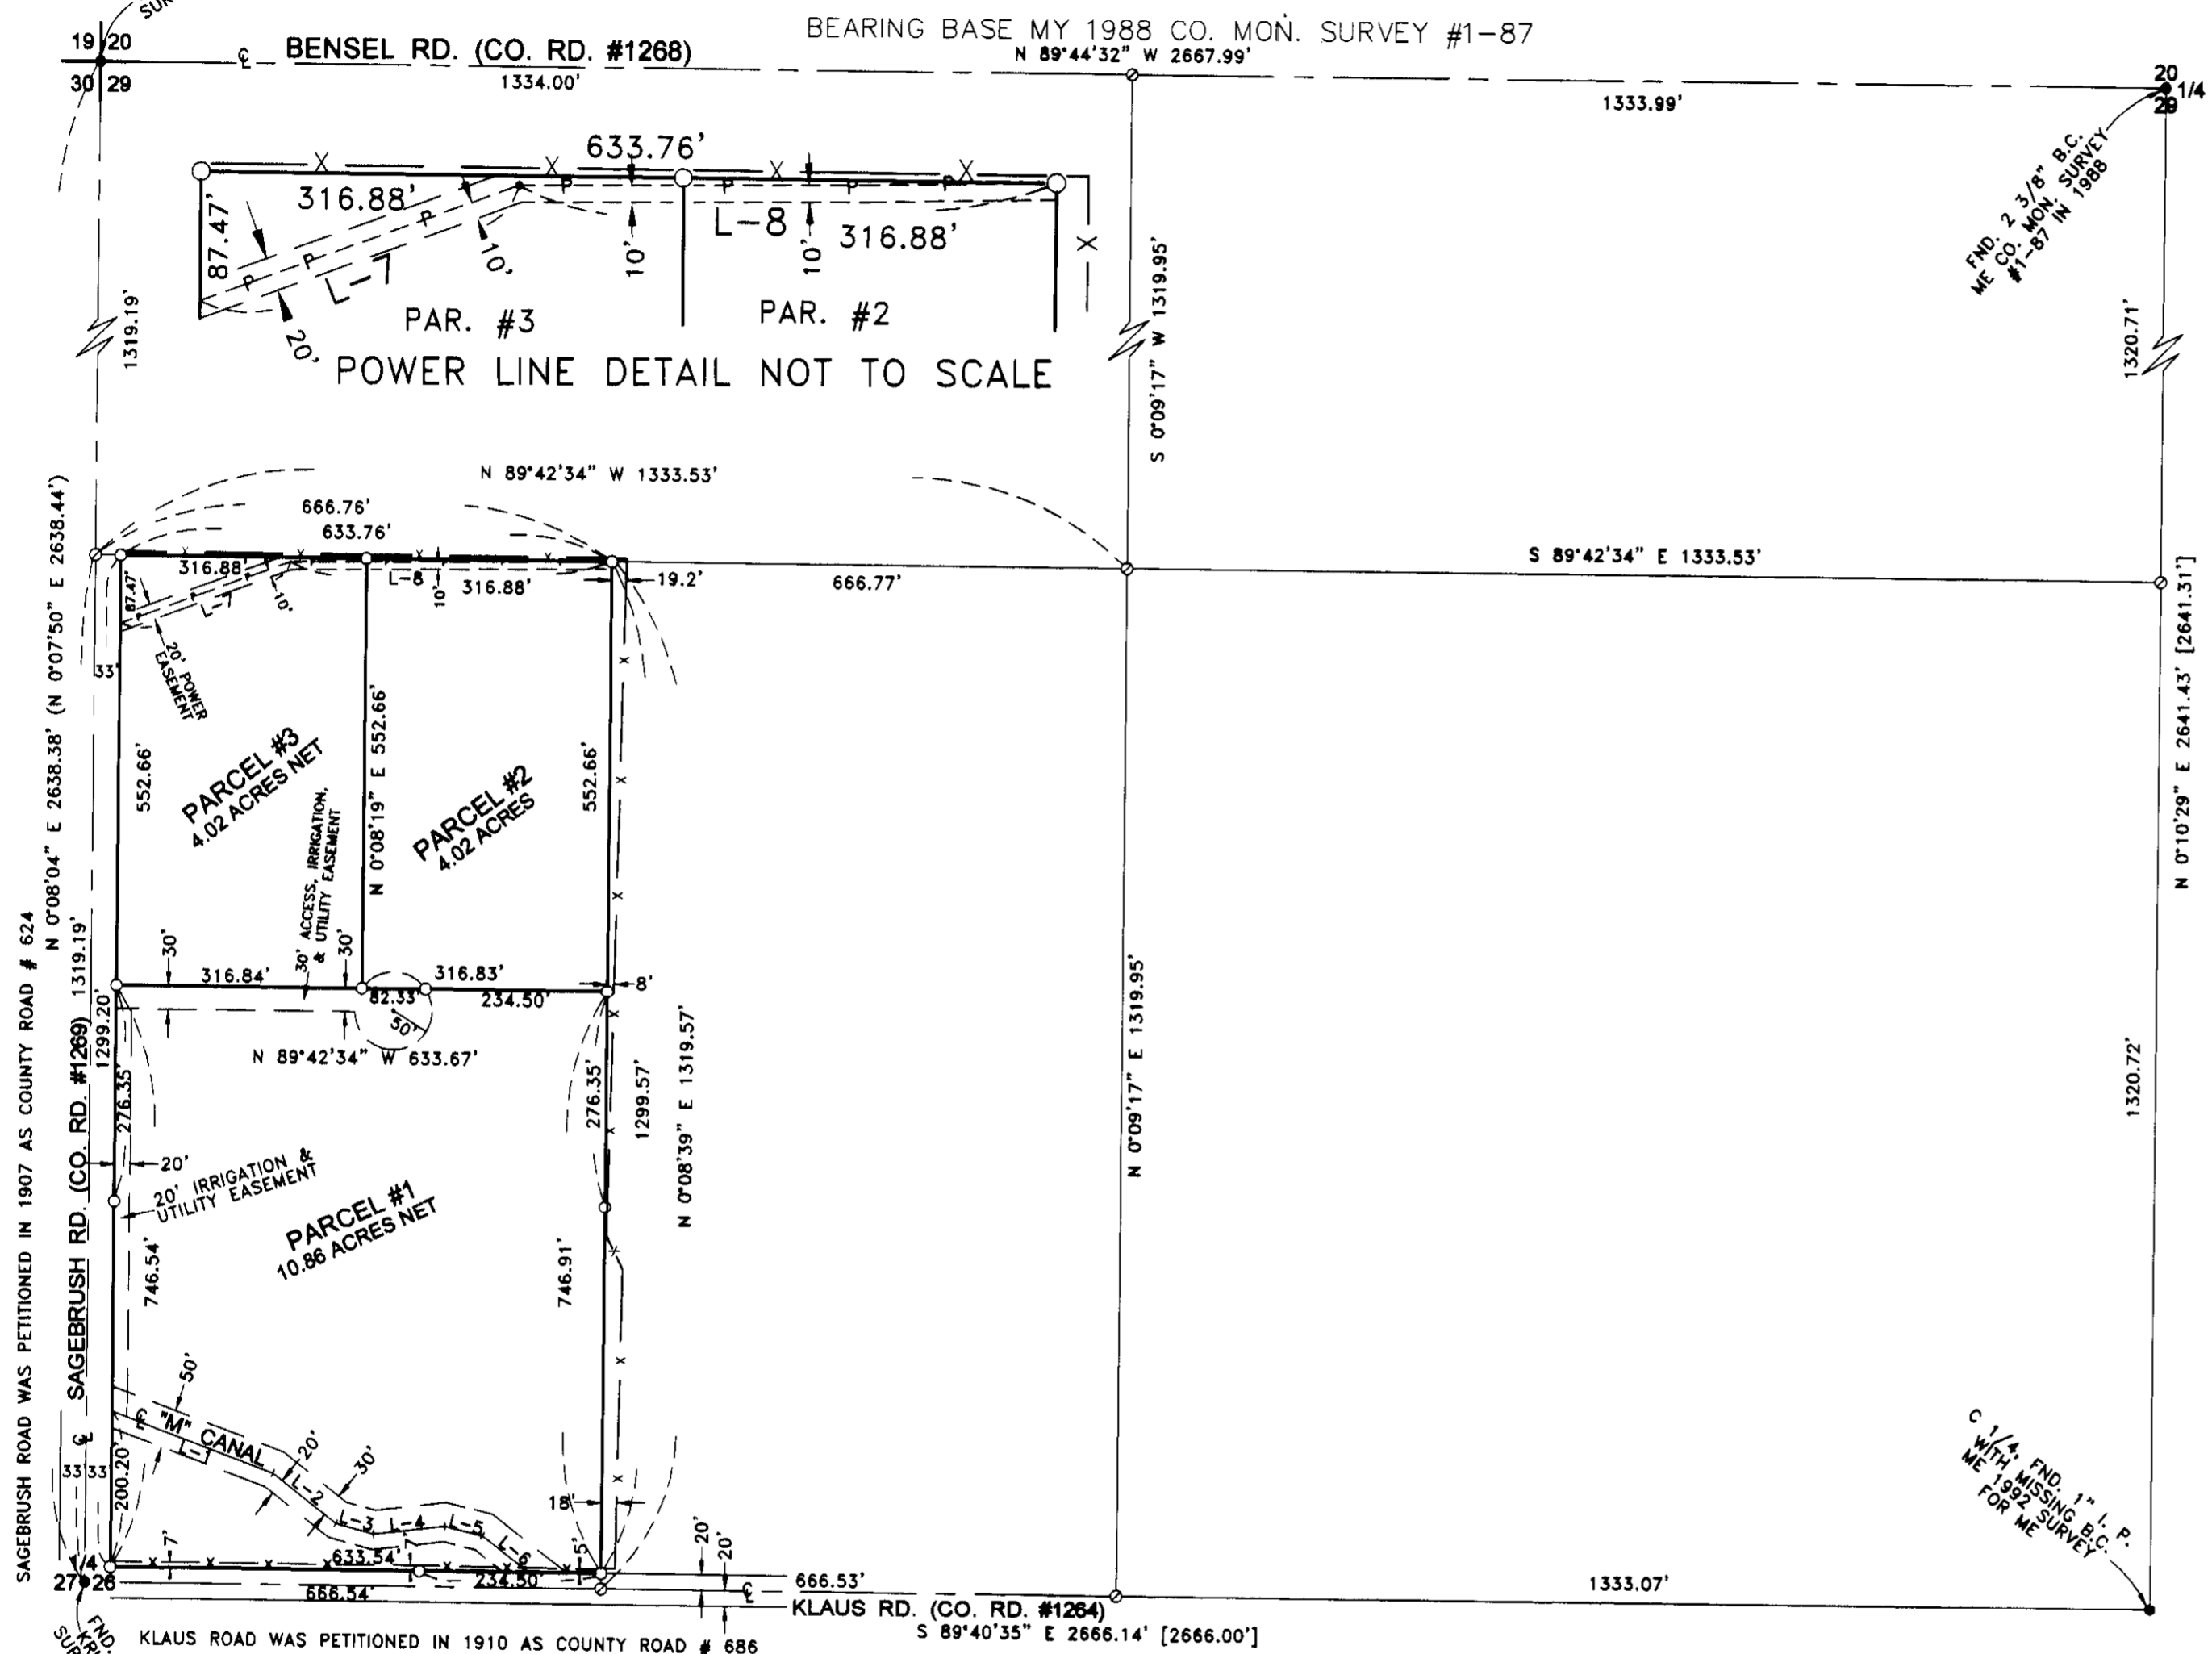 BEARING BASE MY 1988 CO. MON. SURVEY #1-87
N 89°44'32" W 2667.99'
19 20
30 29
℄ BENSEL RD. (CO. RD. #1268)
1334.00'
1333.99'
20
1/4
29
FND. 2 3/8" B.C.
ME CO. MON. SURVEY
#1-87 IN 1988
633.76'
316.88'
87.47'
L-7
10'
20'
10'
L-8
10'
316.88'
PAR. #3
PAR. #2
POWER LINE DETAIL NOT TO SCALE
1319.19'
S 0°09'17" W 1319.95'
1320.71'
N 89°42'34" W 1333.53'
666.76'
633.76'
316.88'
L-8
10'
316.88'
19.2'
666.77'
S 89°42'34" E 1333.53'
87.47'
L-7
10'
20' POWER
EASEMENT
33'
N 0°08'04" E 2638.38' (N 0°07'50" E 2638.44')
N 0°10'29" E 2641.43' [2641.31']
552.66'
PARCEL #3
4.02 ACRES NET
N 0°08'19" E 552.66'
PARCEL #2
4.02 ACRES
552.66'
30' ACCESS, IRRIGATION,
& UTILITY EASEMENT
30'
30'
316.84'
316.83'
82.33'
234.50'
8'
50'
N 89°42'34" W 633.67'
SAGEBRUSH ROAD WAS PETITIONED IN 1907 AS COUNTY ROAD # 624
℄ SAGEBRUSH RD. (CO. RD. #1269)
1319.19'
1299.20'
276.35'
276.35'
1299.57'
N 0°08'39" E 1319.57'
N 0°09'17" E 1319.95'
1320.72'
20'
20' IRRIGATION &
UTILITY EASEMENT
PARCEL #1
10.86 ACRES NET
746.54'
746.91'
50'
℄ "M" CANAL
L-1
20'
30'
L-2
L-3
L-4
L-5
L-6
33'
33'
200.20'
18'
7'
633.54'
5'
234.50'
666.54'
20'
20'
1/4
27 26
℄
666.53'
1333.07'
KLAUS RD. (CO. RD. #1264)
S 89°40'35" E 2666.14' [2666.00']
KLAUS ROAD WAS PETITIONED IN 1910 AS COUNTY ROAD # 686
C 1/4, FND. 1" I. P.
WITH MISSING B.C.
ME 1992 SURVEY
FOR ME
FND.